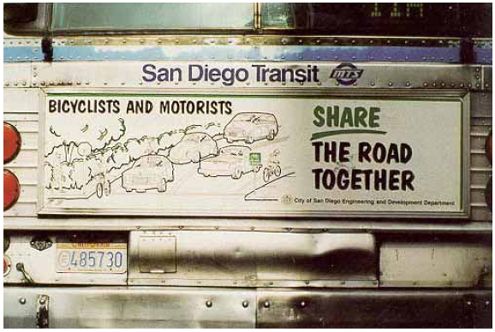 San Diego Transit MTS
BICYCLISTS AND MOTORISTS
SHARE
THE ROAD
TOGETHER
City of San Diego Engineering and Development Department
CALIFORNIA
485730